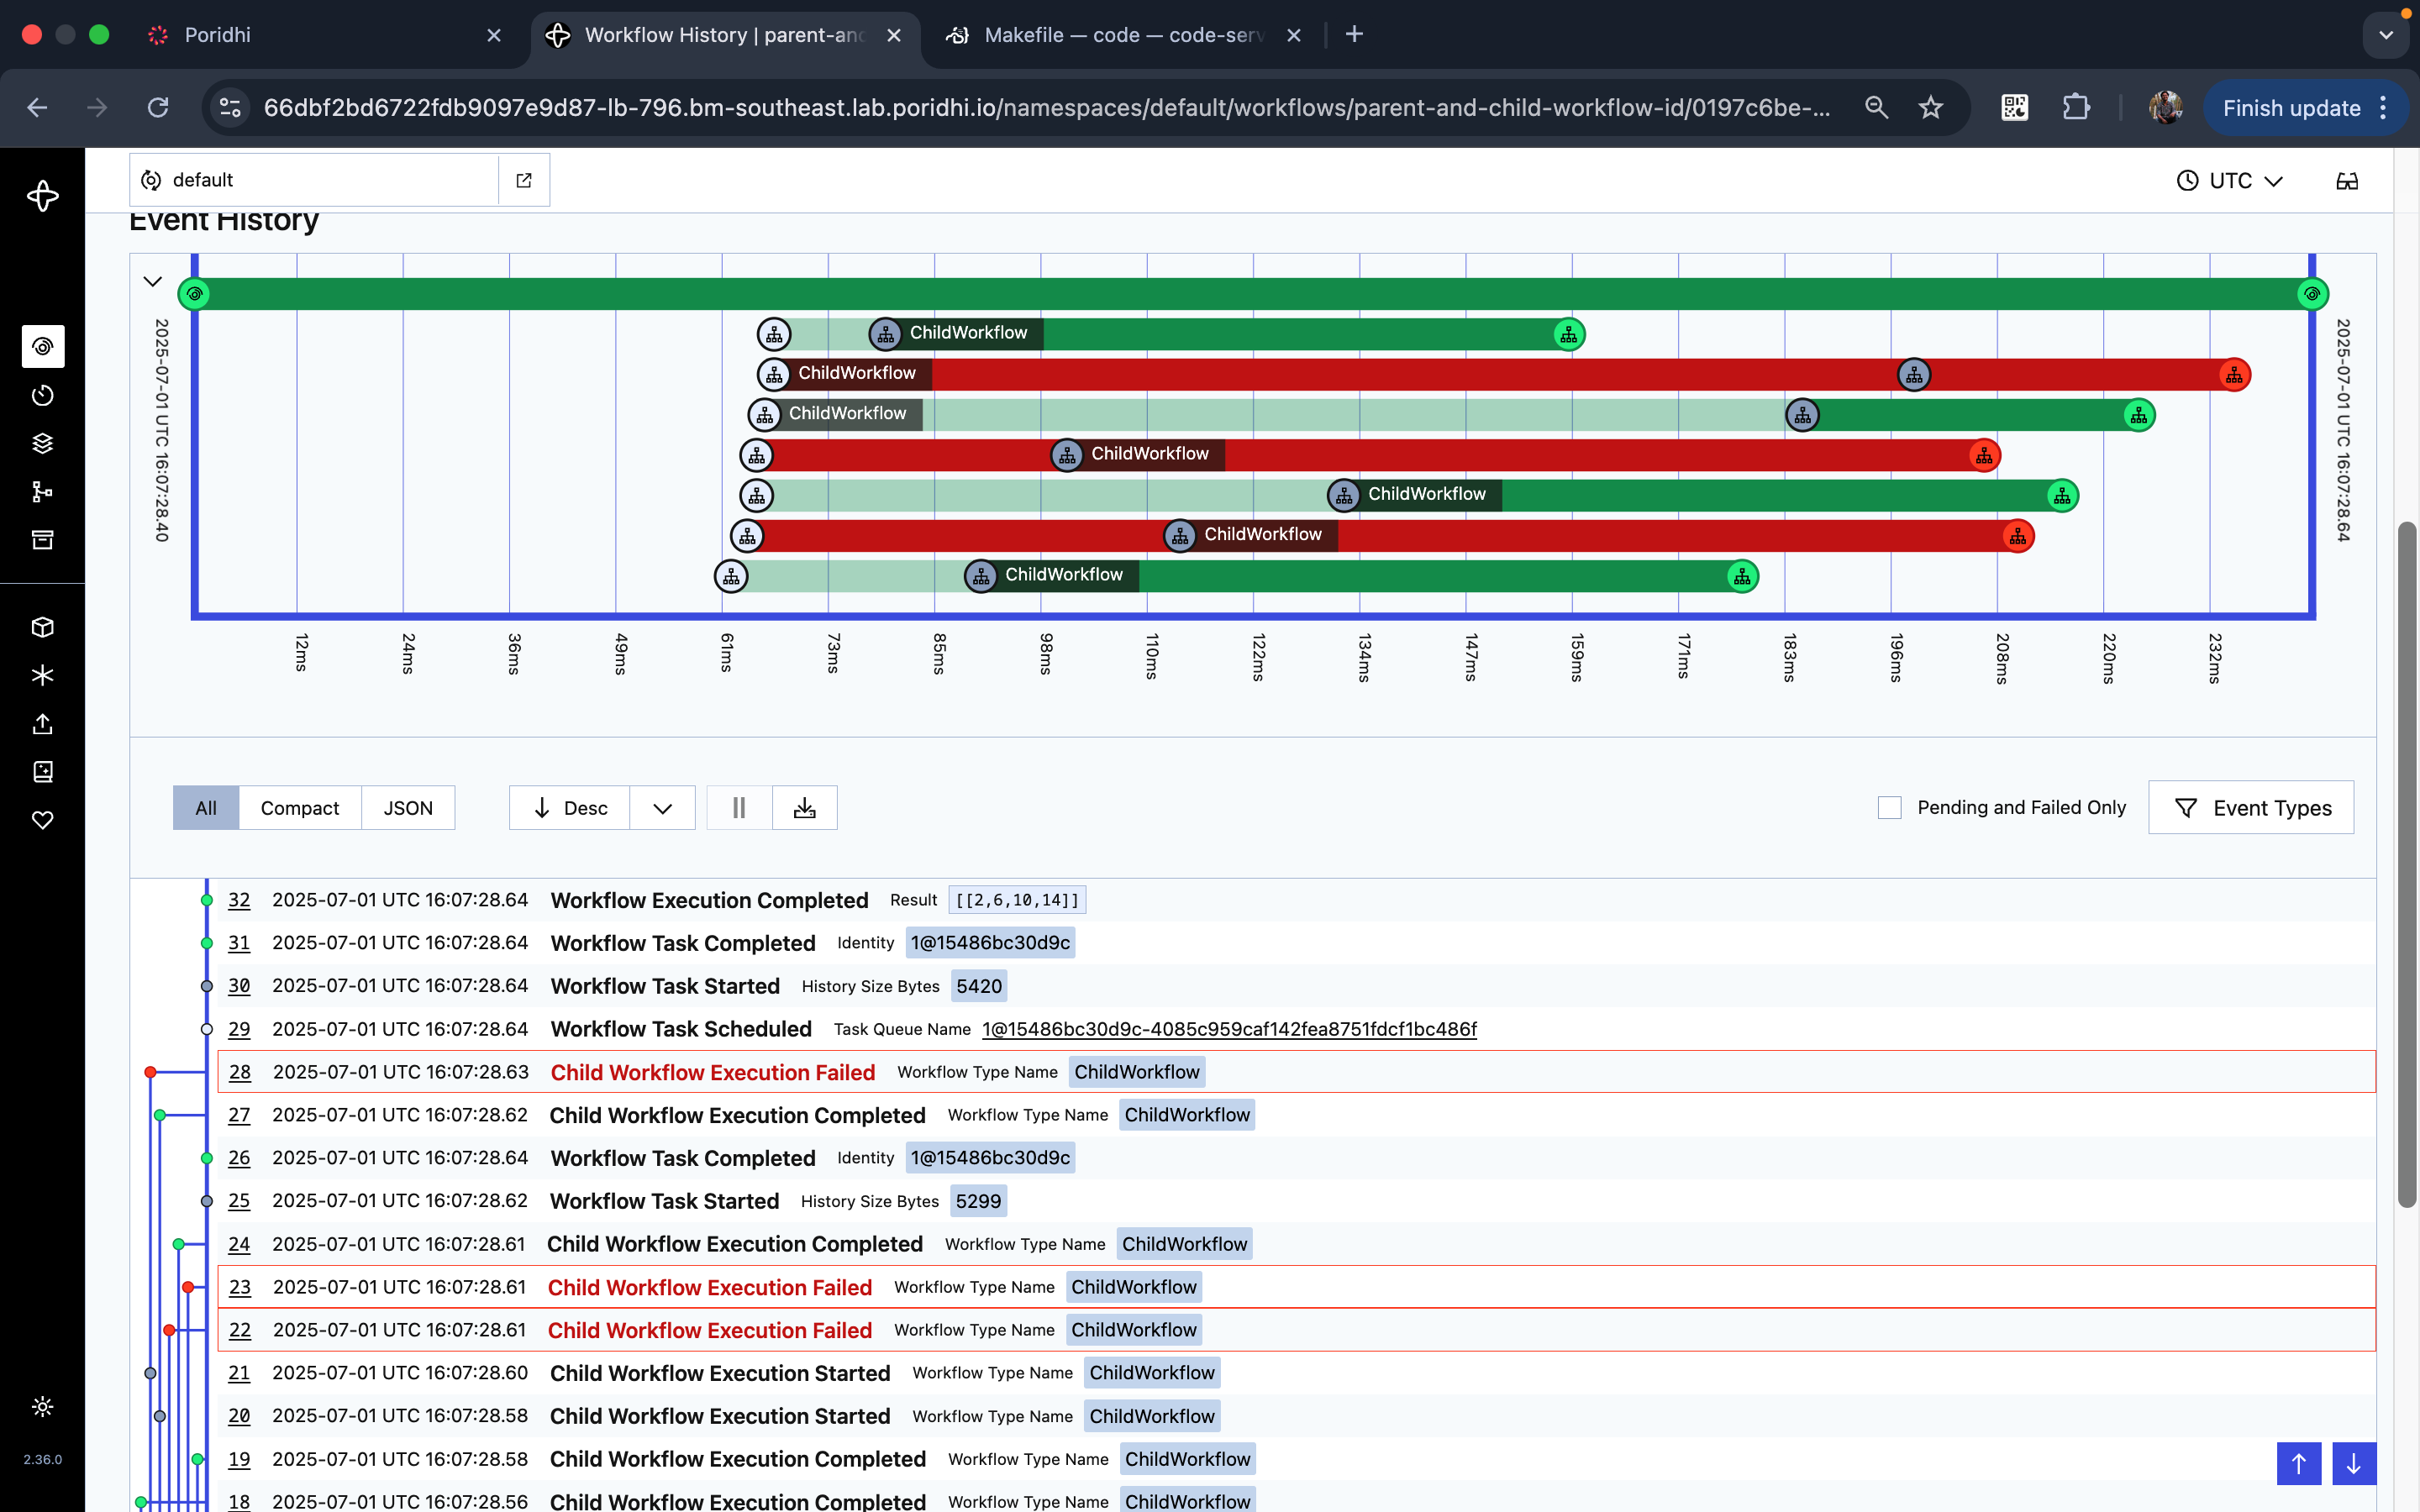 Poridhi
Workflow History | parent-and
Makefile — code — code-serv
66dbf2bd6722fdb9097e9d87-lb-796.bm-southeast.lab.poridhi.io/namespaces/default/workflows/parent-and-child-workflow-id/0197c6be-...
Finish update
default
UTC
Event History
2025-07-01 UTC 16:07:28.40
2025-07-01 UTC 16:07:28.64
ChildWorkflow
ChildWorkflow
ChildWorkflow
ChildWorkflow
ChildWorkflow
ChildWorkflow
ChildWorkflow
12ms 24ms 36ms 49ms 61ms 73ms 85ms 98ms 110ms 122ms 134ms 147ms 159ms 171ms 183ms 196ms 208ms 220ms 232ms
All Compact JSON Desc Pending and Failed Only Event Types
32 2025-07-01 UTC 16:07:28.64 Workflow Execution Completed Result [[2,6,10,14]]
31 2025-07-01 UTC 16:07:28.64 Workflow Task Completed Identity 1@15486bc30d9c
30 2025-07-01 UTC 16:07:28.64 Workflow Task Started History Size Bytes 5420
29 2025-07-01 UTC 16:07:28.64 Workflow Task Scheduled Task Queue Name 1@15486bc30d9c-4085c959caf142fea8751fdcf1bc486f
28 2025-07-01 UTC 16:07:28.63 Child Workflow Execution Failed Workflow Type Name ChildWorkflow
27 2025-07-01 UTC 16:07:28.62 Child Workflow Execution Completed Workflow Type Name ChildWorkflow
26 2025-07-01 UTC 16:07:28.64 Workflow Task Completed Identity 1@15486bc30d9c
25 2025-07-01 UTC 16:07:28.62 Workflow Task Started History Size Bytes 5299
24 2025-07-01 UTC 16:07:28.61 Child Workflow Execution Completed Workflow Type Name ChildWorkflow
23 2025-07-01 UTC 16:07:28.61 Child Workflow Execution Failed Workflow Type Name ChildWorkflow
22 2025-07-01 UTC 16:07:28.61 Child Workflow Execution Failed Workflow Type Name ChildWorkflow
21 2025-07-01 UTC 16:07:28.60 Child Workflow Execution Started Workflow Type Name ChildWorkflow
20 2025-07-01 UTC 16:07:28.58 Child Workflow Execution Started Workflow Type Name ChildWorkflow
19 2025-07-01 UTC 16:07:28.58 Child Workflow Execution Completed Workflow Type Name ChildWorkflow
18 2025-07-01 UTC 16:07:28.56 Child Workflow Execution Completed Workflow Type Name ChildWorkflow
2.36.0